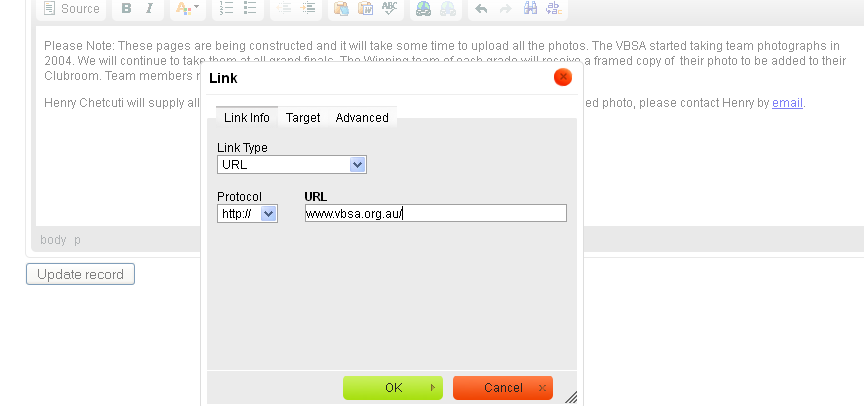 Source B I
Please Note: These pages are being constructed and it will take some time to upload all the photos. The VBSA started taking team photographs in
2004. We will continue to take them at all grand finals. The Winning team of each grade will receive a framed copy of their photo to be added to their
Clubroom. Team members
Link
Henry Chetcuti will supply all
ed photo, please contact Henry by email.
Link Info Target Advanced
Link Type
URL
Protocol URL
http:// www.vbsa.org.au/
body p
Update record
OK Cancel